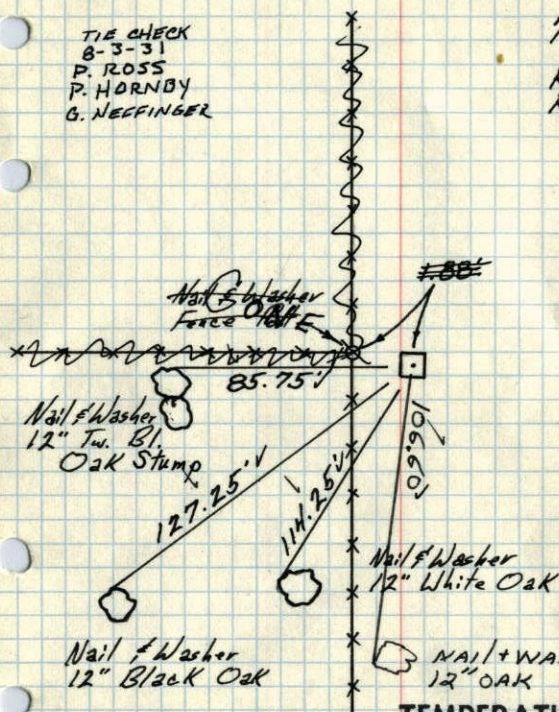 TIE CHECK
8-3-31
P. ROSS
P. HORNBY
G. NEFFINGER
1.88'
Nail & Washer
Fence
GONE
85.75'
Nail & Washer
12" Tw. Bl.
Oak Stump
127.25'
114.25'
106.60
Nail & Washer
12" White Oak
Nail & Washer
12" Black Oak
NAIL + WA
12" OAK